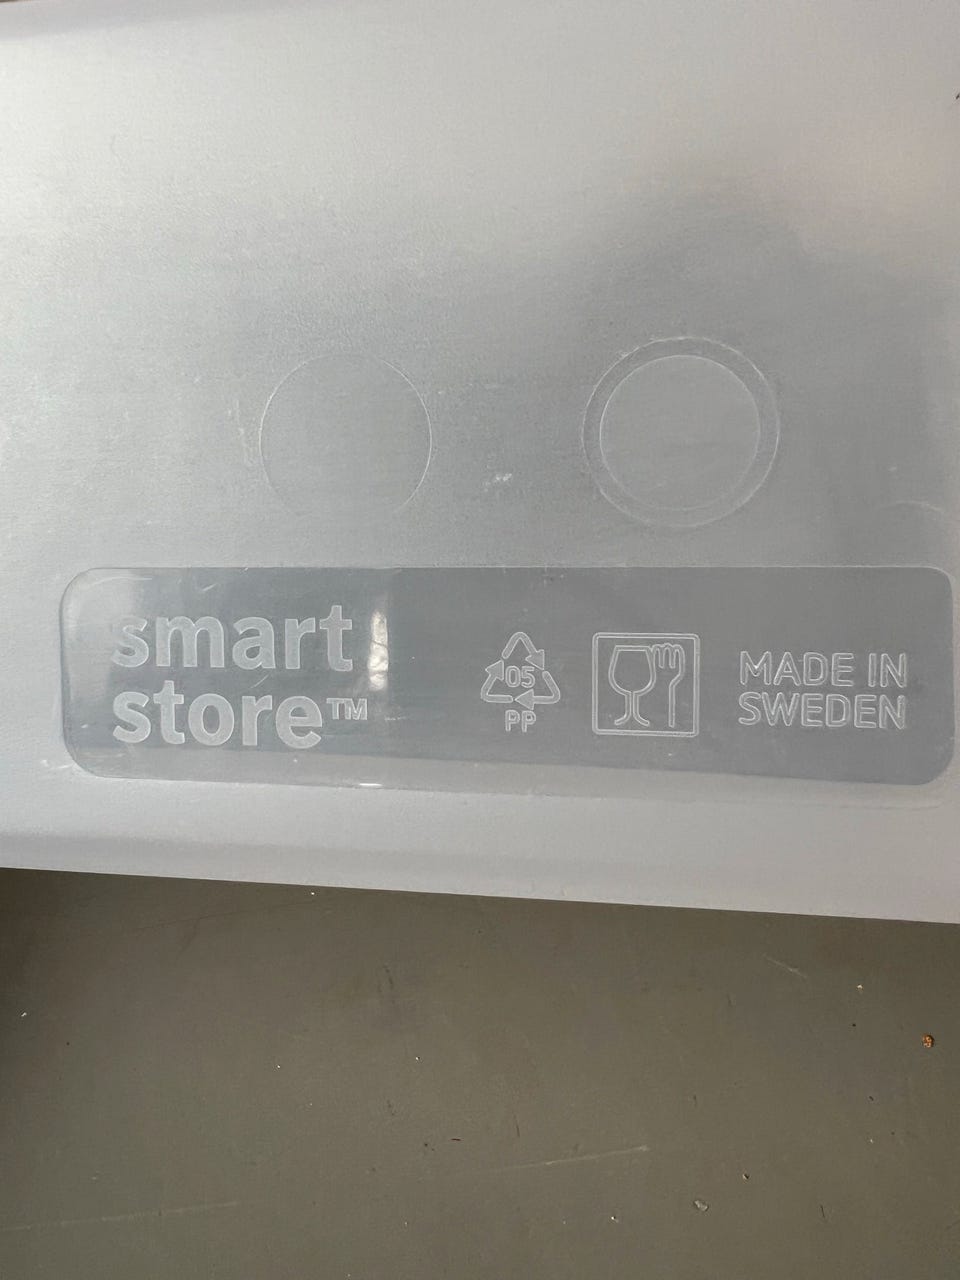 smart
store™
05
PP
MADE IN
SWEDEN